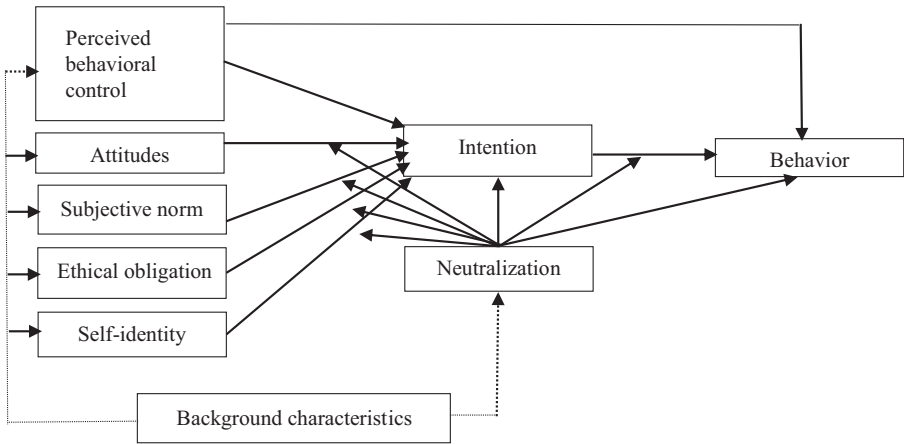 Perceived
behavioral
control
Attitudes
Subjective norm
Ethical obligation
Self-identity
Intention
Behavior
Neutralization
Background characteristics